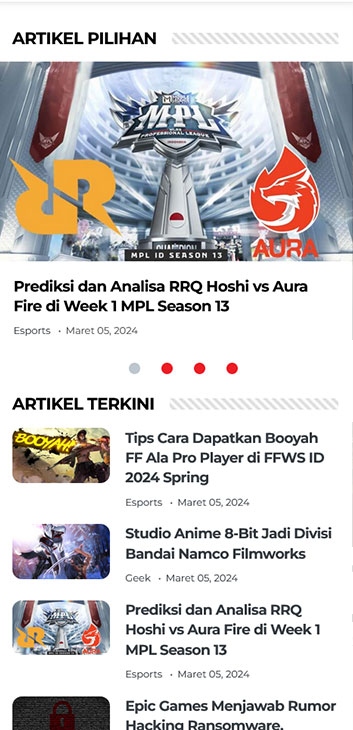 ARTIKEL PILIHAN
MPL
PROFESSIONAL LEAGUE
AURA
MPL ID SEASON 13
Prediksi dan Analisa RRQ Hoshi vs Aura
Fire di Week 1 MPL Season 13
Esports • Maret 05, 2024
ARTIKEL TERKINI
BOOYAH!
Tips Cara Dapatkan Booyah
FF Ala Pro Player di FFWS ID
2024 Spring
Esports • Maret 05, 2024
Studio Anime 8-Bit Jadi Divisi
Bandai Namco Filmworks
Geek • Maret 05, 2024
MPL
AURA
Prediksi dan Analisa RRQ
Hoshi vs Aura Fire di Week 1
MPL Season 13
Esports • Maret 05, 2024
Epic Games Menjawab Rumor
Hacking Ransomware,